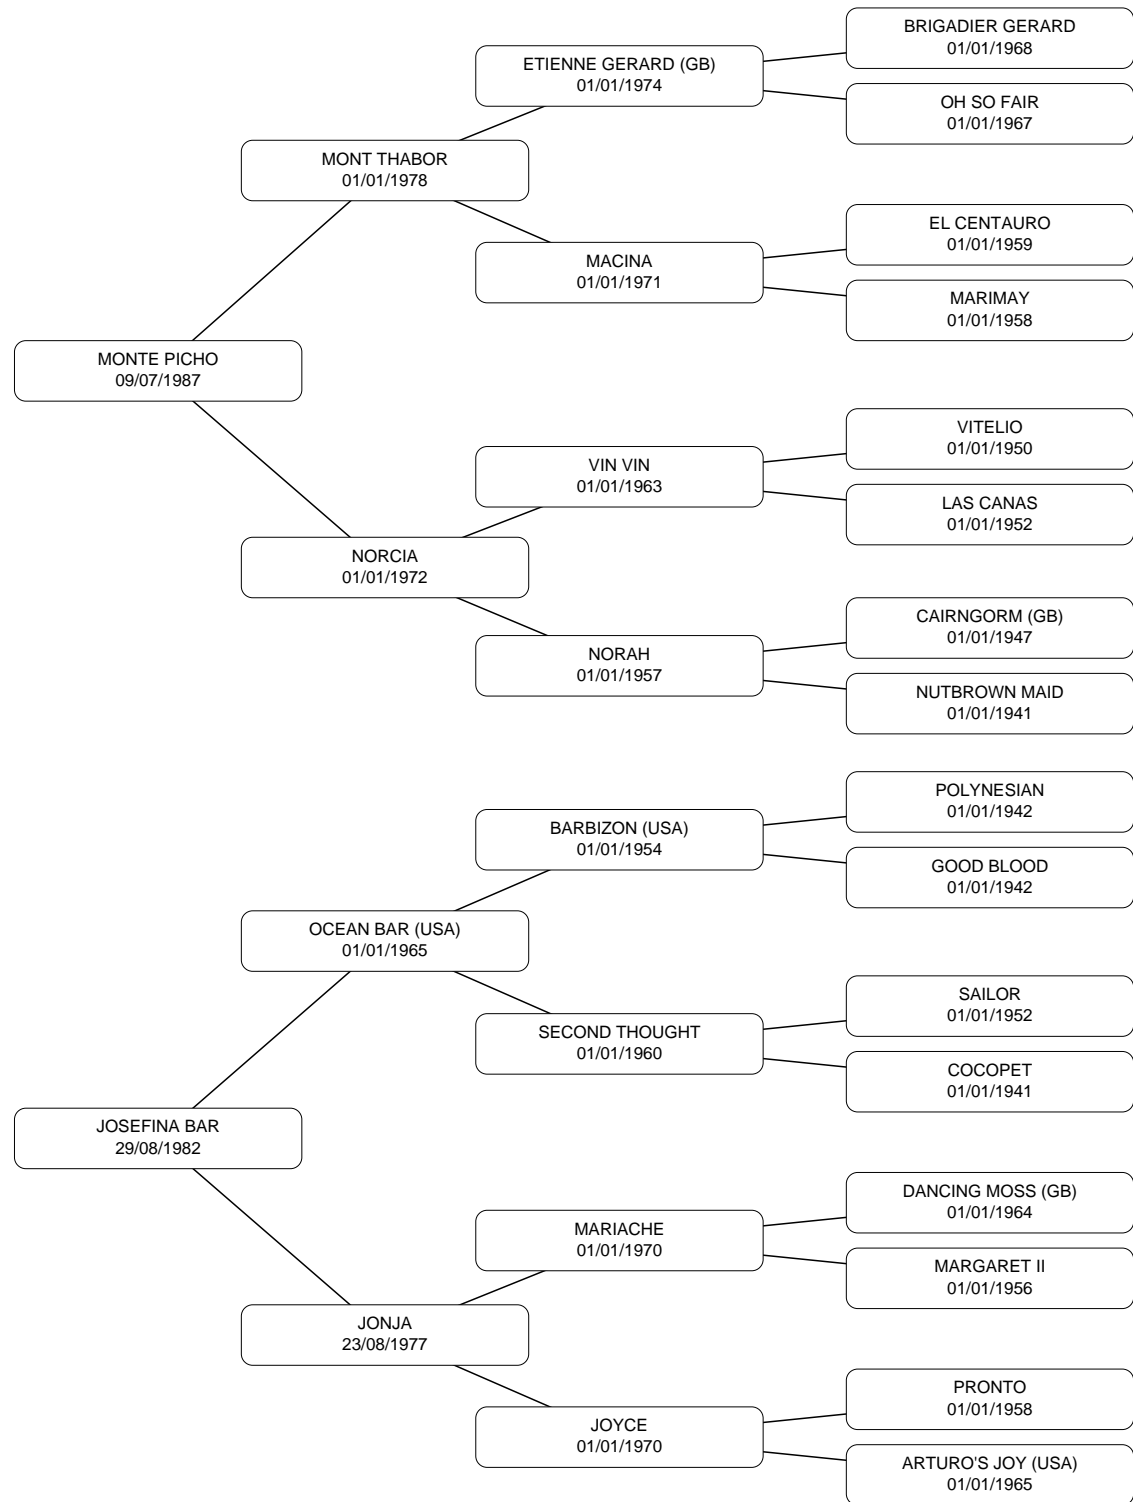 BRIGADIER GERARD
01/01/1968
ETIENNE GERARD (GB)
01/01/1974
OH SO FAIR
01/01/1967
MONT THABOR
01/01/1978
EL CENTAURO
01/01/1959
MACINA
01/01/1971
MARIMAY
01/01/1958
MONTE PICHO
09/07/1987
VITELIO
01/01/1950
VIN VIN
01/01/1963
LAS CANAS
01/01/1952
NORCIA
01/01/1972
CAIRNGORM (GB)
01/01/1947
NORAH
01/01/1957
NUTBROWN MAID
01/01/1941
POLYNESIAN
01/01/1942
BARBIZON (USA)
01/01/1954
GOOD BLOOD
01/01/1942
OCEAN BAR (USA)
01/01/1965
SAILOR
01/01/1952
SECOND THOUGHT
01/01/1960
COCOPET
01/01/1941
JOSEFINA BAR
29/08/1982
DANCING MOSS (GB)
01/01/1964
MARIACHE
01/01/1970
MARGARET II
01/01/1956
JONJA
23/08/1977
PRONTO
01/01/1958
JOYCE
01/01/1970
ARTURO'S JOY (USA)
01/01/1965